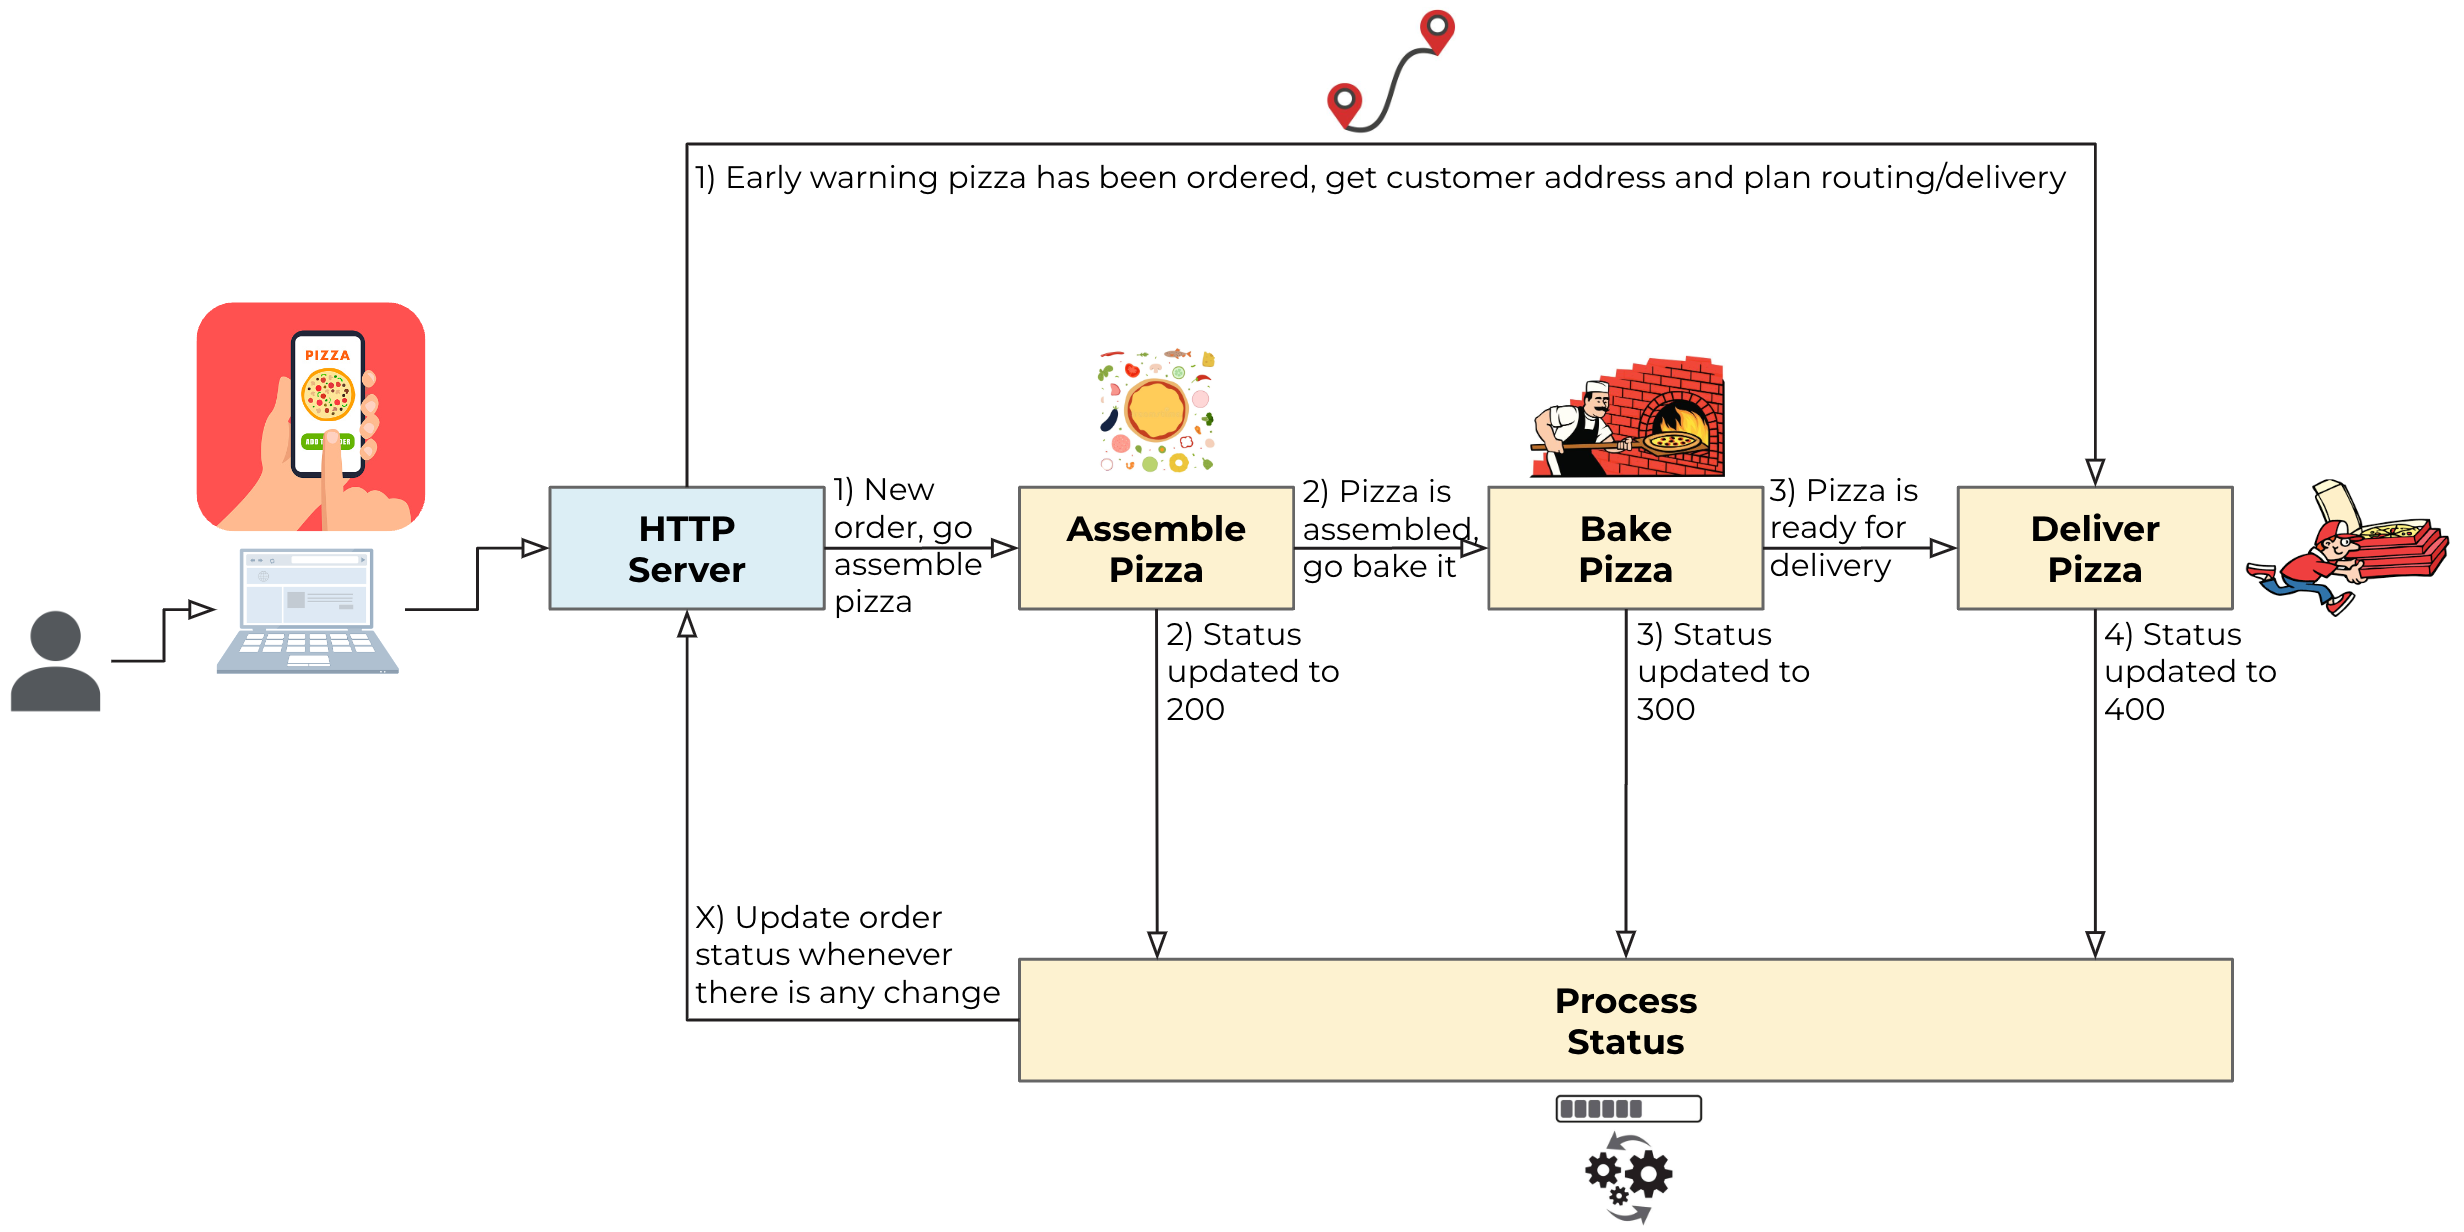 1) Early warning pizza has been ordered, get customer address and plan routing/delivery
PIZZA
HTTP
Server
1) New
order, go
assemble
pizza
Assemble
Pizza
2) Pizza is
assembled,
go bake it
Bake
Pizza
3) Pizza is
ready for
delivery
Deliver
Pizza
2) Status
updated to
200
3) Status
updated to
300
4) Status
updated to
400
X) Update order
status whenever
there is any change
Process
Status